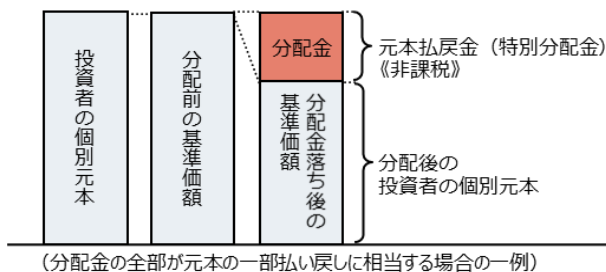 投資者の個別元本
分配前の基準価額
分配金
分配金落ち後の
基準価額
元本払戻金（特別分配金）
《非課税》
分配後の
投資者の個別元本
（分配金の全部が元本の一部払い戻しに相当する場合の一例）